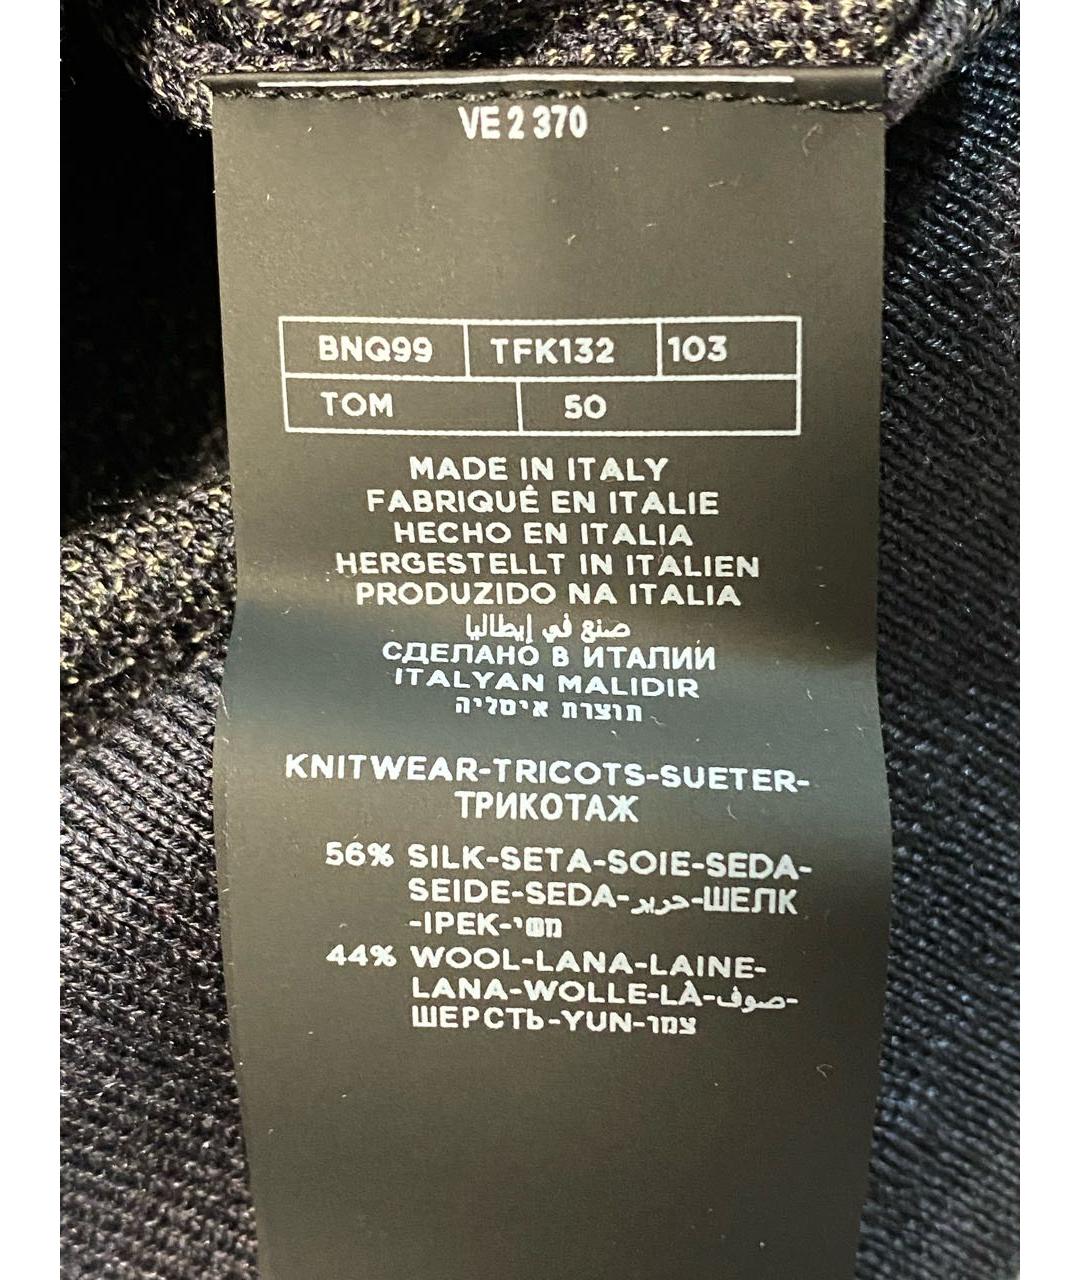 VE 2 370
BNQ99 TFK132 103
TOM 50
MADE IN ITALY
FABRIQUÉ EN ITALIE
HECHO EN ITALIA
HERGESTELLT IN ITALIEN
PRODUZIDO NA ITALIA
صنع في إيطاليا
СДЕЛАНО В ИТАЛИИ
ITALYAN MALIDIR
תוצרת איטליה
KNITWEAR-TRICOTS-SUETER-
ТРИКОТАЖ
56% SILK-SETA-SOIE-SEDA-
SEIDE-SEDA-حرير-ШЕЛК
-IPEK-משי
44% WOOL-LANA-LAINE-
LANA-WOLLE-LÀ-صوف-
ШЕРСТЬ-YUN-צמר